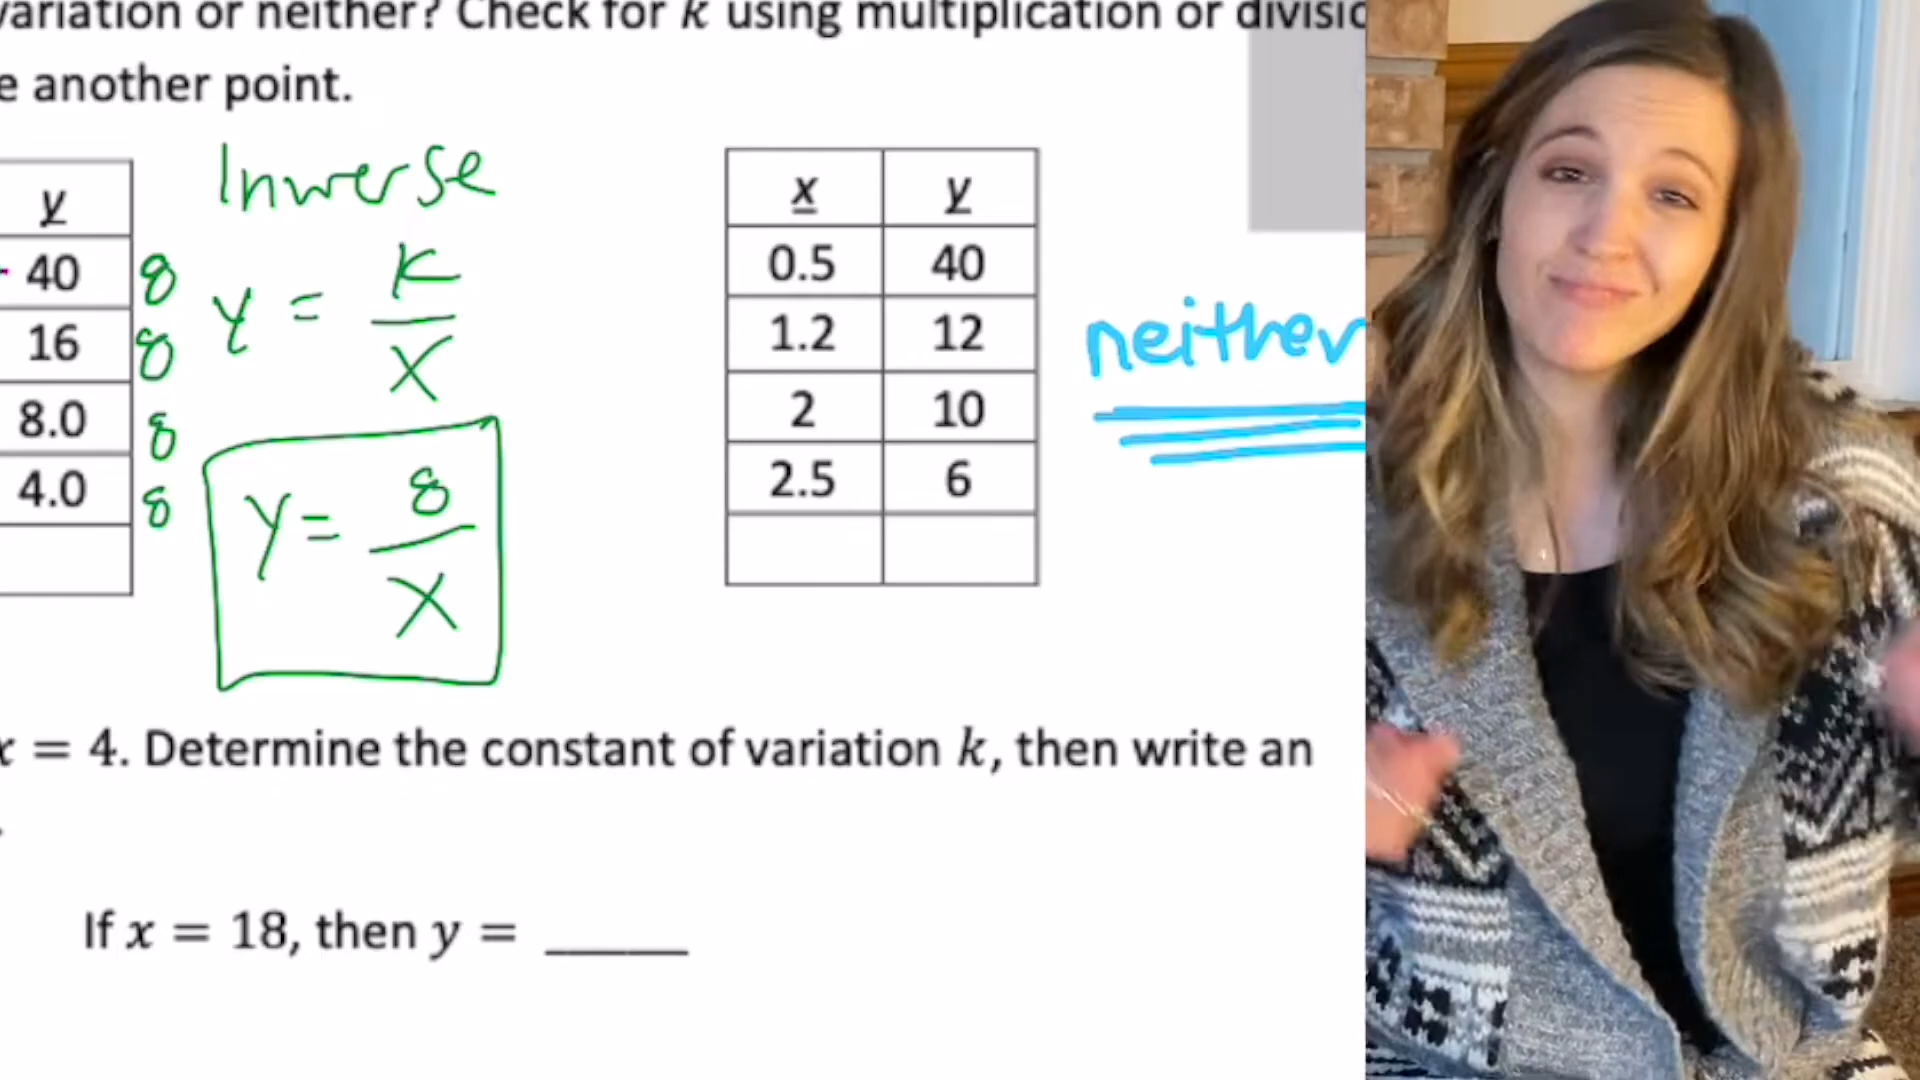 variation or neither? Check for k using multiplication or
e another point.
y
40 8
16 8
8.0 8
4.0 8
Inverse
y = k/x
y = 8/x
x y
0.5 40
1.2 12
2 10
2.5 6
neither
x = 4. Determine the constant of variation k, then write an
If x = 18, then y = _____